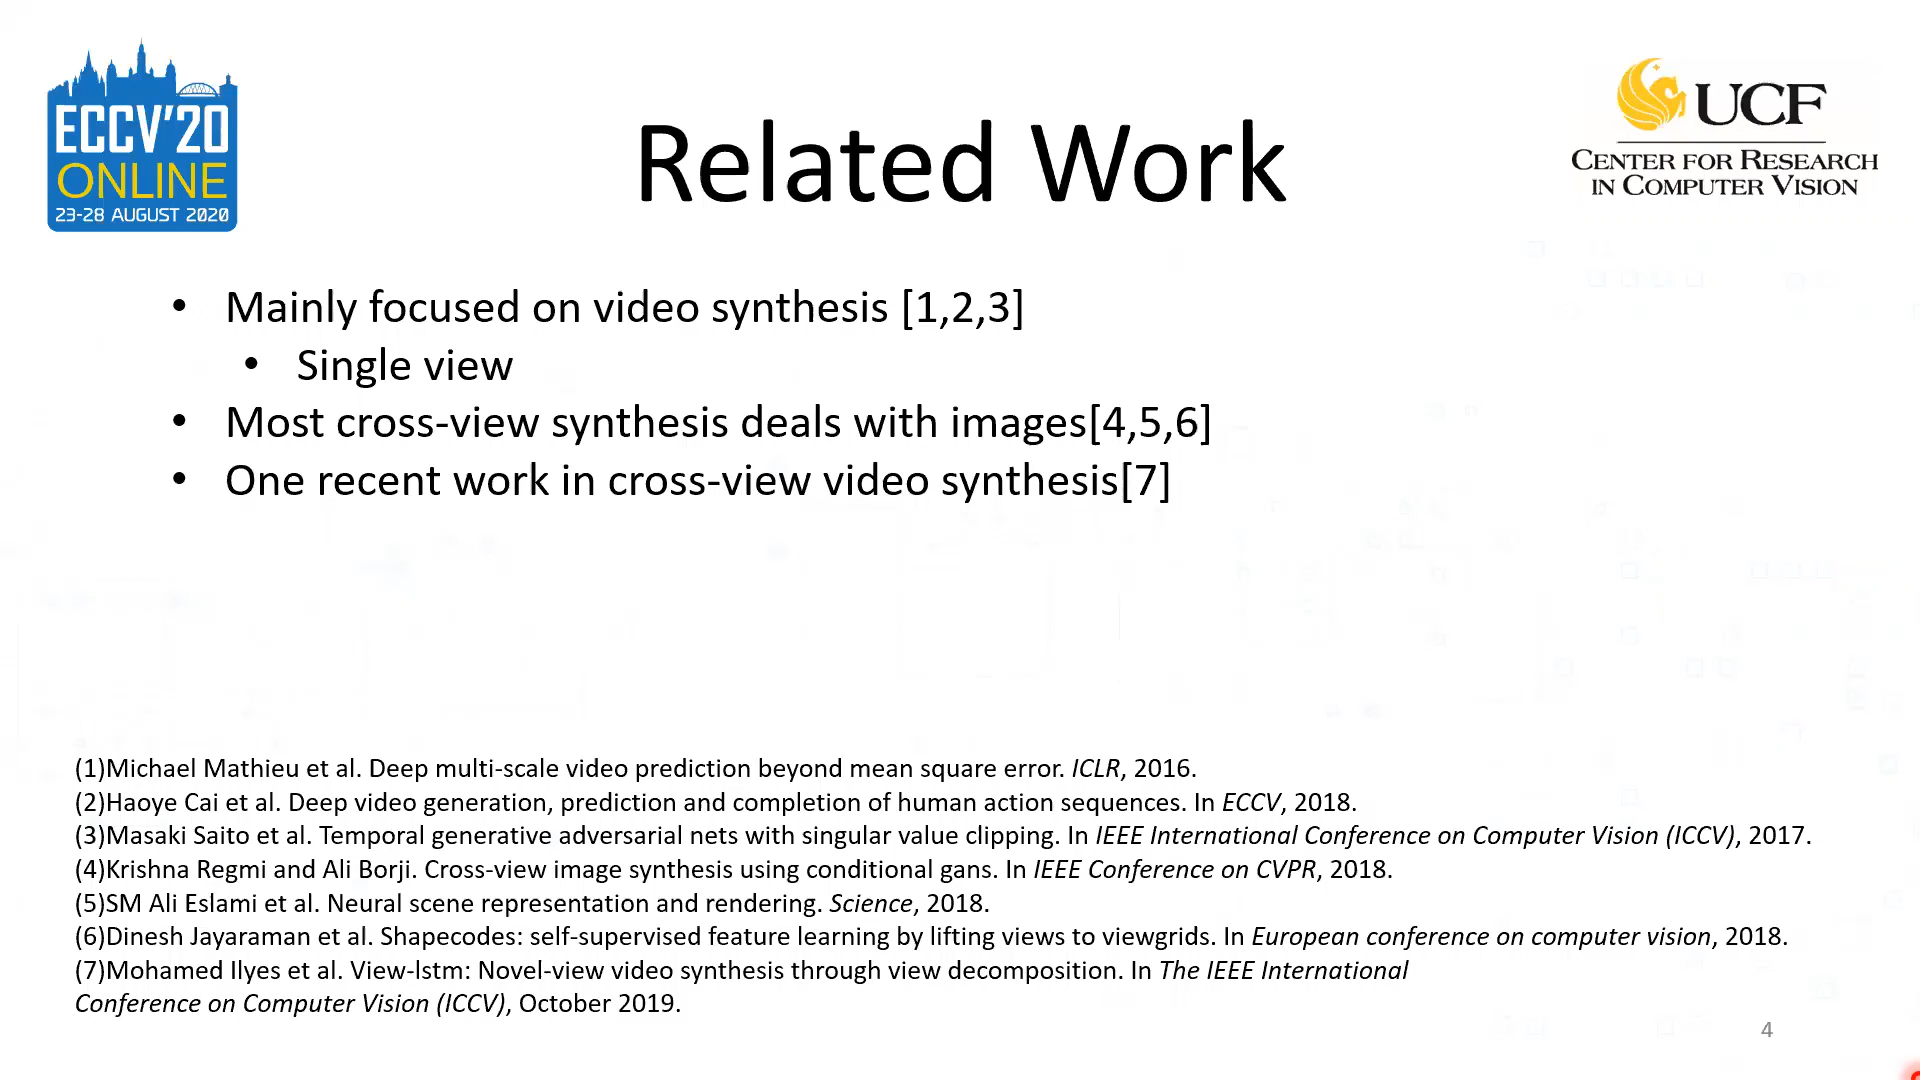 ECCV'20
ONLINE
23-28 AUGUST 2020
UCF
CENTER FOR RESEARCH
IN COMPUTER VISION
Related Work
• Mainly focused on video synthesis [1,2,3]
• Single view
• Most cross-view synthesis deals with images[4,5,6]
• One recent work in cross-view video synthesis[7]
(1)Michael Mathieu et al. Deep multi-scale video prediction beyond mean square error. ICLR, 2016.
(2)Haoye Cai et al. Deep video generation, prediction and completion of human action sequences. In ECCV, 2018.
(3)Masaki Saito et al. Temporal generative adversarial nets with singular value clipping. In IEEE International Conference on Computer Vision (ICCV), 2017.
(4)Krishna Regmi and Ali Borji. Cross-view image synthesis using conditional gans. In IEEE Conference on CVPR, 2018.
(5)SM Ali Eslami et al. Neural scene representation and rendering. Science, 2018.
(6)Dinesh Jayaraman et al. Shapecodes: self-supervised feature learning by lifting views to viewgrids. In European conference on computer vision, 2018.
(7)Mohamed Ilyes et al. View-lstm: Novel-view video synthesis through view decomposition. In The IEEE International
Conference on Computer Vision (ICCV), October 2019.
4